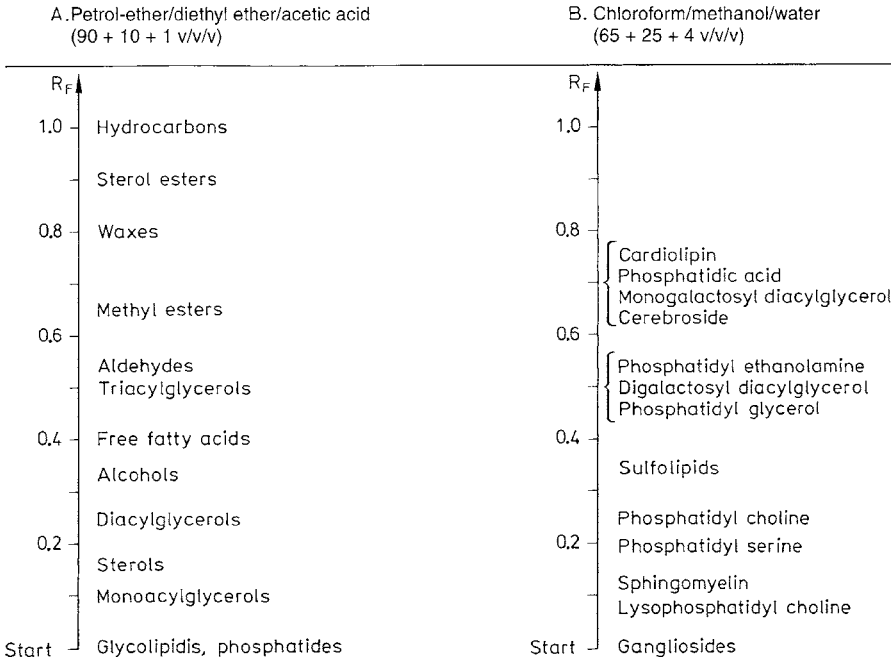 A. Petrol-ether/diethyl ether/acetic acid
(90 + 10 + 1 v/v/v)
R_F
1.0
Hydrocarbons
Sterol esters
0.8
Waxes
Methyl esters
0.6
Aldehydes
Triacylglycerols
0.4
Free fatty acids
Alcohols
Diacylglycerols
0.2
Sterols
Monoacylglycerols
Start
Glycolipidis, phosphatides
B. Chloroform/methanol/water
(65 + 25 + 4 v/v/v)
R_F
1.0
0.8
Cardiolipin
Phosphatidic acid
Monogalactosyl diacylglycerol
Cerebroside
0.6
Phosphatidyl ethanolamine
Digalactosyl diacylglycerol
Phosphatidyl glycerol
0.4
Sulfolipids
Phosphatidyl choline
0.2
Phosphatidyl serine
Sphingomyelin
Lysophosphatidyl choline
Start
Gangliosides